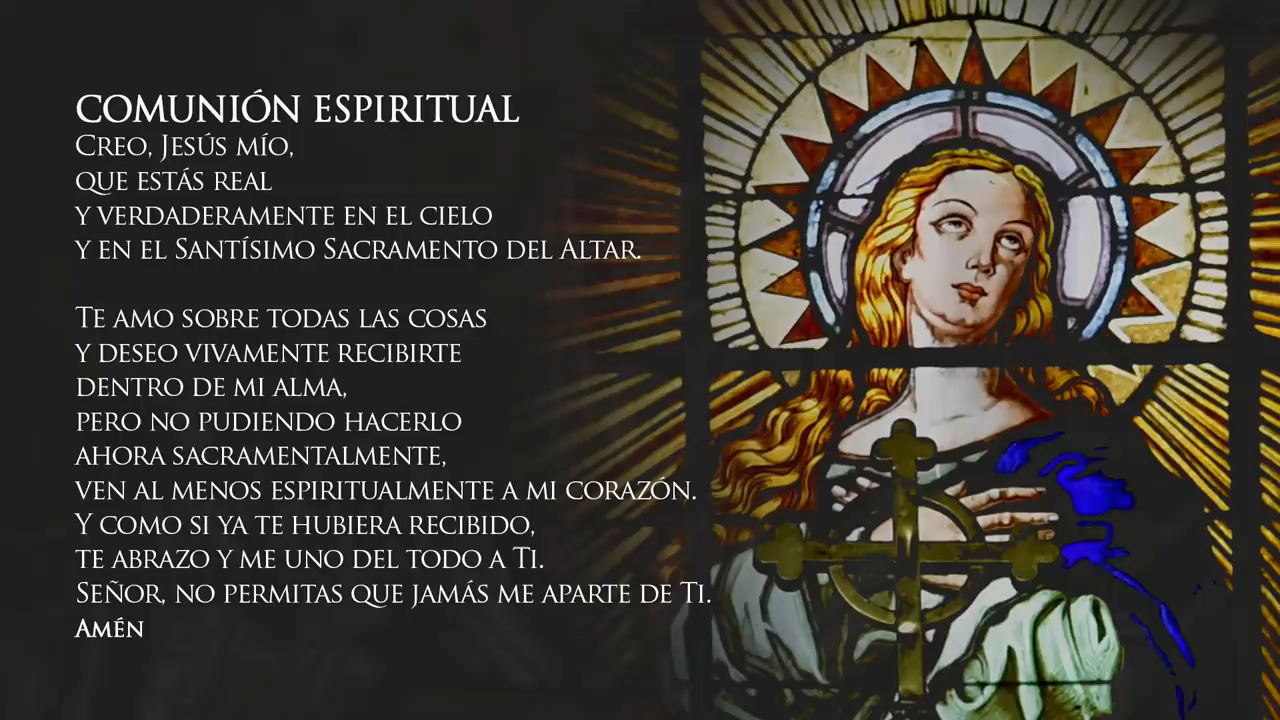 COMUNIÓN ESPIRITUAL
CREO, JESÚS MÍO,
QUE ESTÁS REAL
Y VERDADERAMENTE EN EL CIELO
Y EN EL SANTÍSIMO SACRAMENTO DEL ALTAR.
TE AMO SOBRE TODAS LAS COSAS
Y DESEO VIVAMENTE RECIBIRTE
DENTRO DE MI ALMA,
PERO NO PUDIENDO HACERLO
AHORA SACRAMENTALMENTE,
VEN AL MENOS ESPIRITUALMENTE A MI CORAZÓN.
Y COMO SI YA TE HUBIERA RECIBIDO,
TE ABRAZO Y ME UNO DEL TODO A TI.
SEÑOR, NO PERMITAS QUE JAMÁS ME APARTE DE TI.
AMÉN